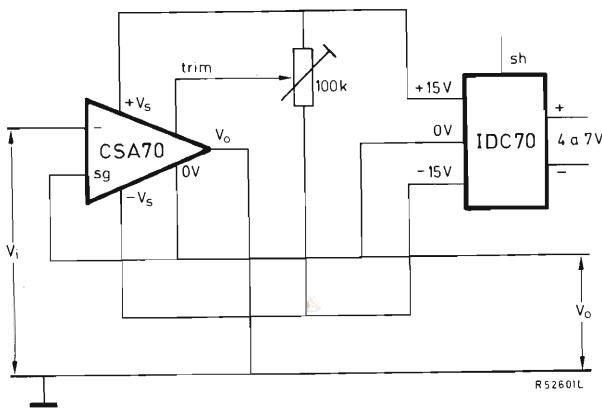 sh
trim
100k
+Vs
+15V
+
−
CSA70
Vo
0V
IDC70
4 a 7V
sg
0V
−15V
−
−Vs
Vi
Vo
R52601L